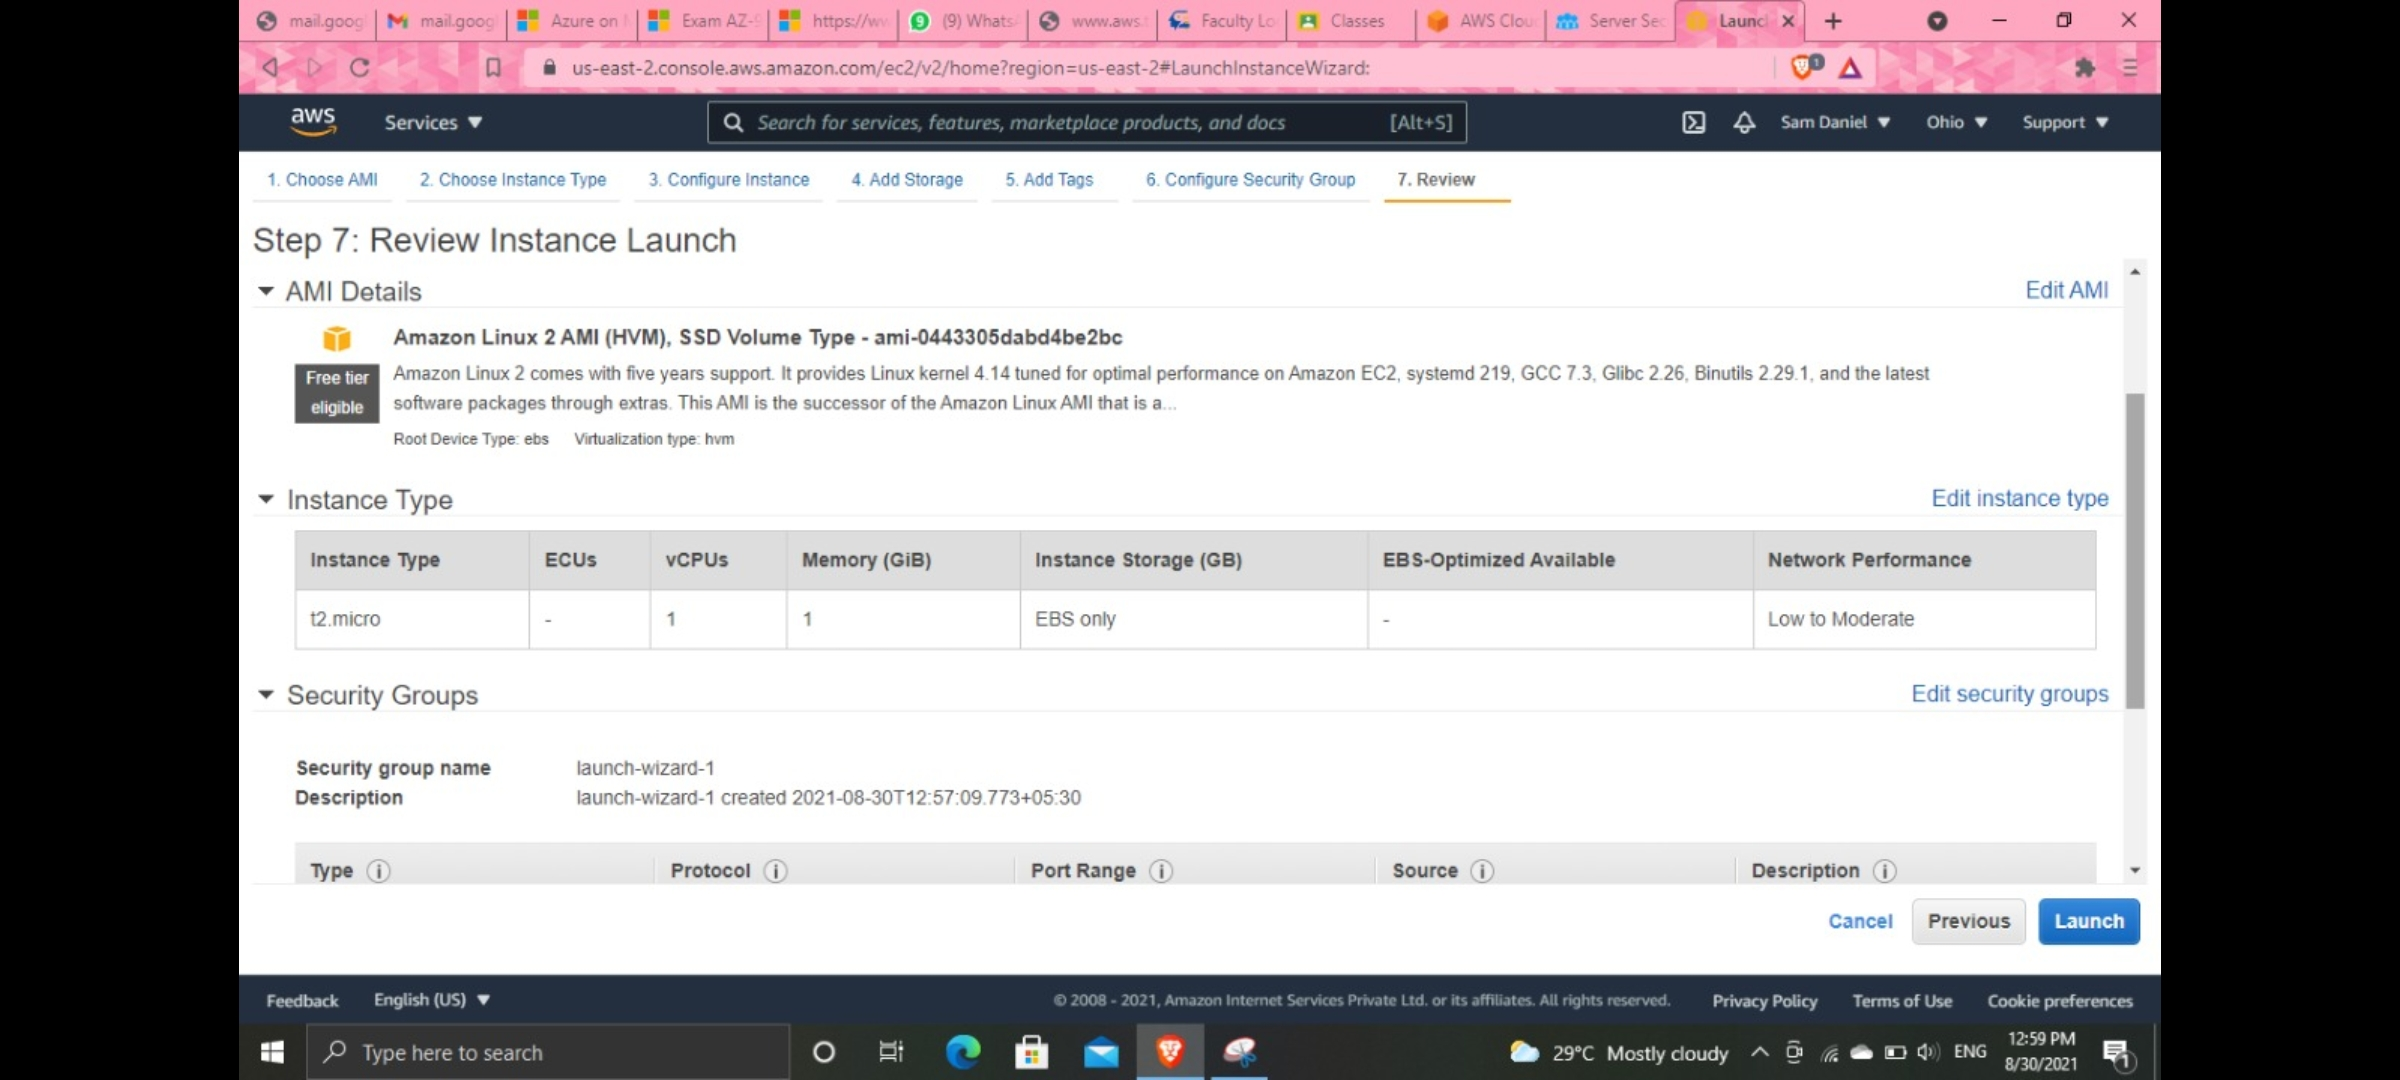 mail.goog
mail.goog
Azure on
Exam AZ-9
https://ww
(9) Whats
www.aws.
Faculty Lo
Classes
AWS Clou
Server Sec
Launc
us-east-2.console.aws.amazon.com/ec2/v2/home?region=us-east-2#LaunchInstanceWizard:
1
aws
Services
Search for services, features, marketplace products, and docs
[Alt+S]
Sam Daniel
Ohio
Support
1. Choose AMI
2. Choose Instance Type
3. Configure Instance
4. Add Storage
5. Add Tags
6. Configure Security Group
7. Review
Step 7: Review Instance Launch
AMI Details
Edit AMI
Amazon Linux 2 AMI (HVM), SSD Volume Type - ami-0443305dabd4be2bc
Free tier
eligible
Amazon Linux 2 comes with five years support. It provides Linux kernel 4.14 tuned for optimal performance on Amazon EC2, systemd 219, GCC 7.3, Glibc 2.26, Binutils 2.29.1, and the latest
software packages through extras. This AMI is the successor of the Amazon Linux AMI that is a...
Root Device Type: ebs Virtualization type: hvm
Instance Type
Edit instance type
Instance Type ECUs vCPUs Memory (GiB) Instance Storage (GB) EBS-Optimized Available Network Performance
t2.micro - 1 1 EBS only - Low to Moderate
Security Groups
Edit security groups
Security group name launch-wizard-1
Description launch-wizard-1 created 2021-08-30T12:57:09.773+05:30
Type Protocol Port Range Source Description
Cancel
Previous
Launch
Feedback
English (US)
© 2008 - 2021, Amazon Internet Services Private Ltd. or its affiliates. All rights reserved.
Privacy Policy
Terms of Use
Cookie preferences
Type here to search
29°C Mostly cloudy
ENG
12:59 PM
8/30/2021
1